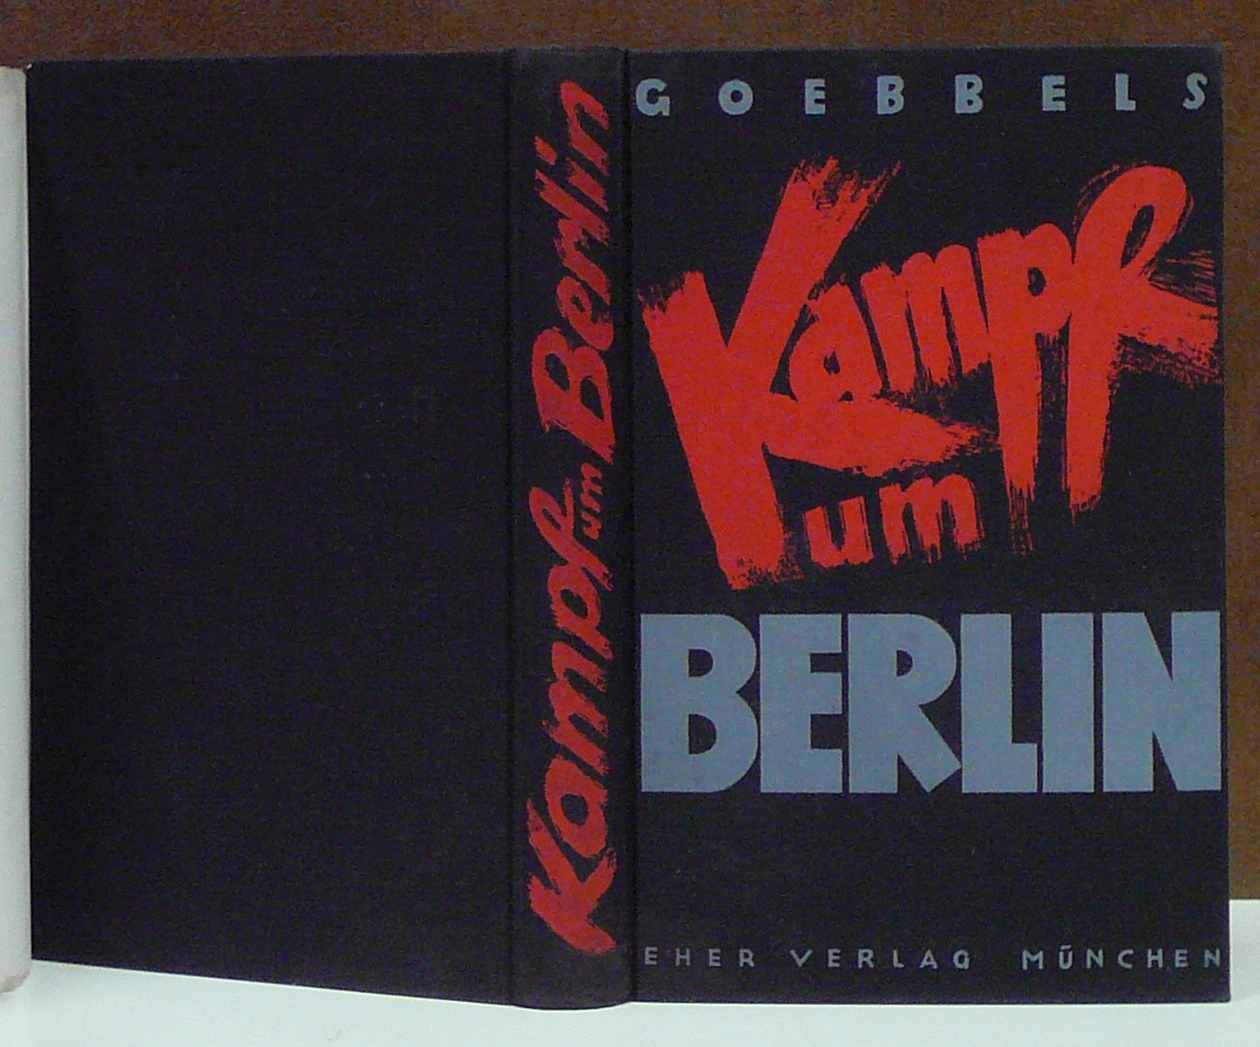 Kampf um Berlin
GOEBBELS
Kampf
um
BERLIN
EHER VERLAG MÜNCHEN